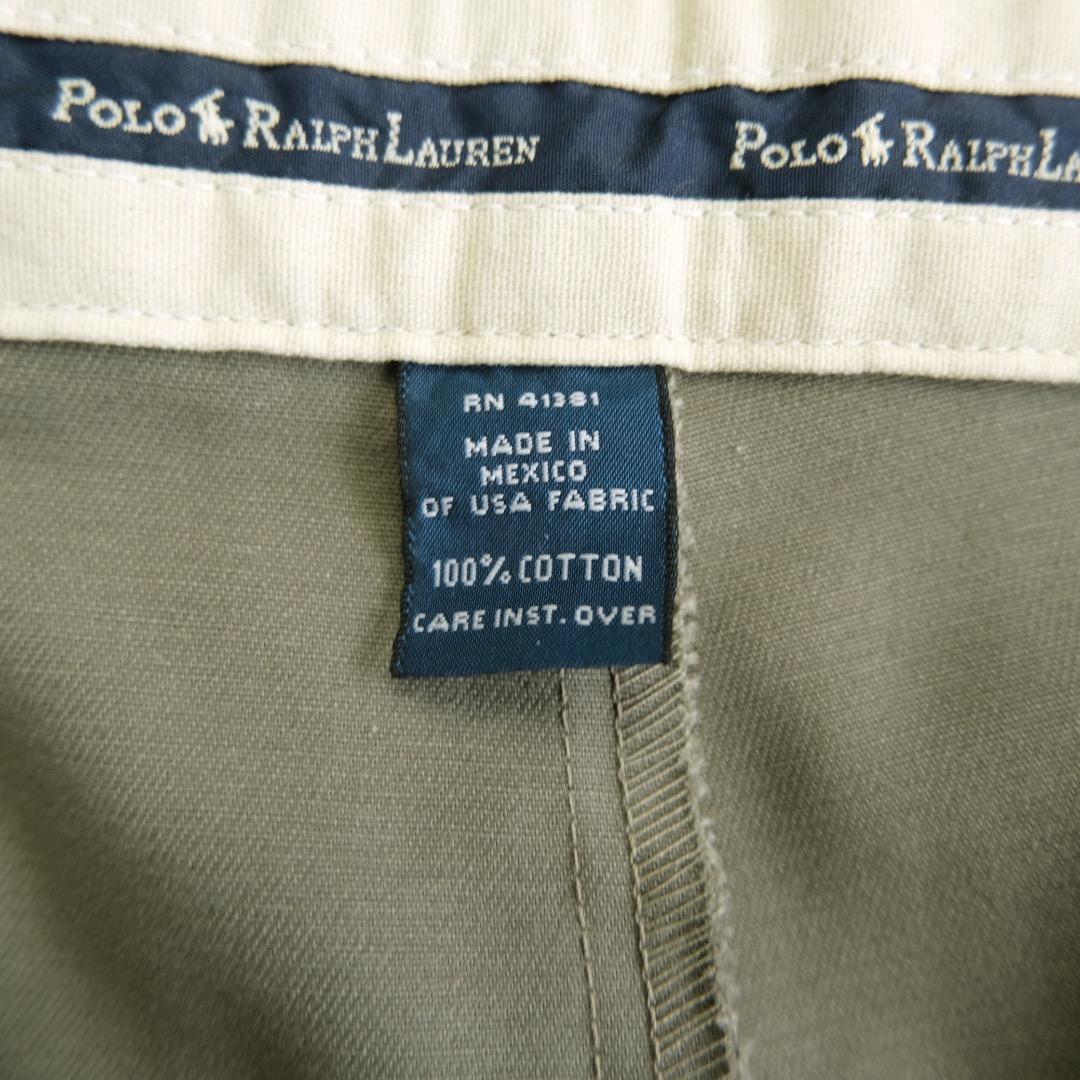 POLO RALPH LAUREN POLO RALPH LA
RN 41381
MADE IN
MEXICO
OF USA FABRIC
100% COTTON
CARE INST. OVER